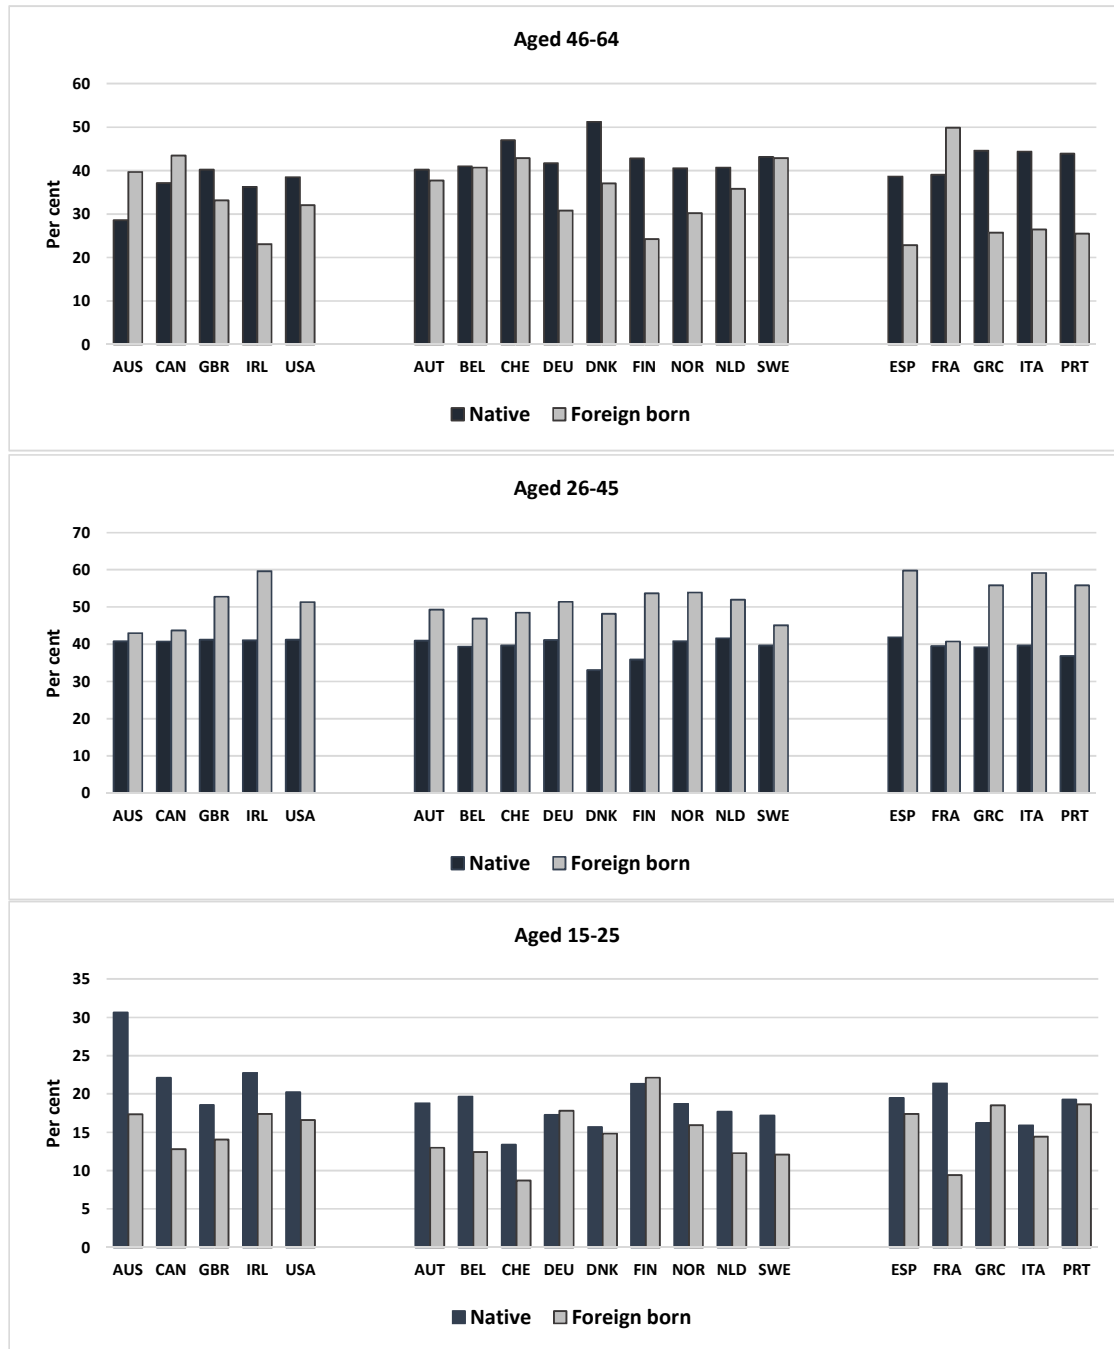 Aged 46-64
60
50
40
30
20
10
0
Per cent
AUS CAN GBR IRL USA AUT BEL CHE DEU DNK FIN NOR NLD SWE ESP FRA GRC ITA PRT
Native Foreign born
Aged 26-45
70
60
50
40
30
20
10
0
Per cent
AUS CAN GBR IRL USA AUT BEL CHE DEU DNK FIN NOR NLD SWE ESP FRA GRC ITA PRT
Native Foreign born
Aged 15-25
35
30
25
20
15
10
5
0
Per cent
AUS CAN GBR IRL USA AUT BEL CHE DEU DNK FIN NOR NLD SWE ESP FRA GRC ITA PRT
Native Foreign born